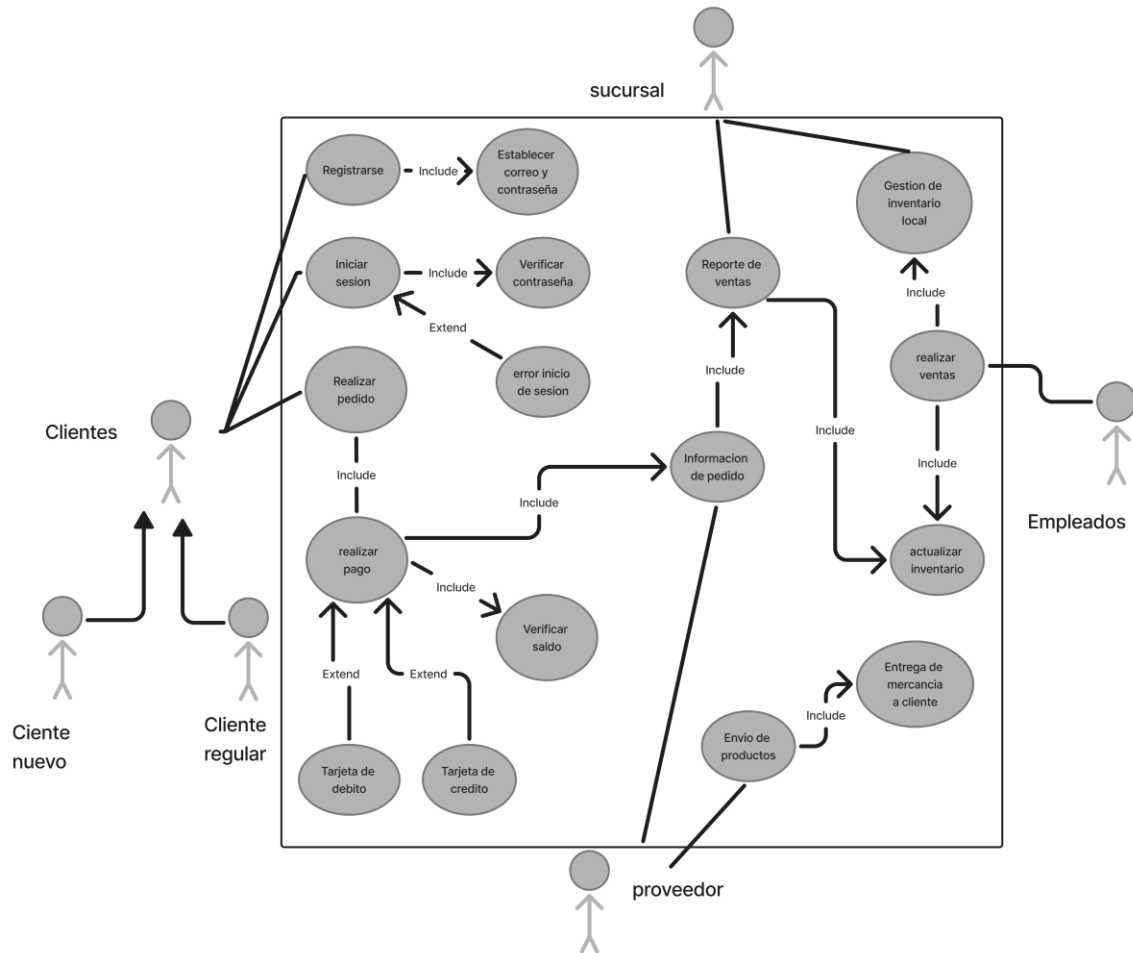 sucursal
Registrarse
Include
Establecer
correo y
contraseña
Gestion de
inventario
local
Iniciar
sesion
Include
Verificar
contraseña
Reporte de
ventas
Include
Extend
error inicio
de sesion
realizar
ventas
Realizar
pedido
Include
Clientes
Include
Informacion
de pedido
Include
Include
Include
Empleados
realizar
pago
Include
actualizar
inventario
Verificar
saldo
Extend
Extend
Entrega de
mercancia
a cliente
Include
Ciente
nuevo
Cliente
regular
Envio de
productos
Tarjeta de
debito
Tarjeta de
credito
proveedor